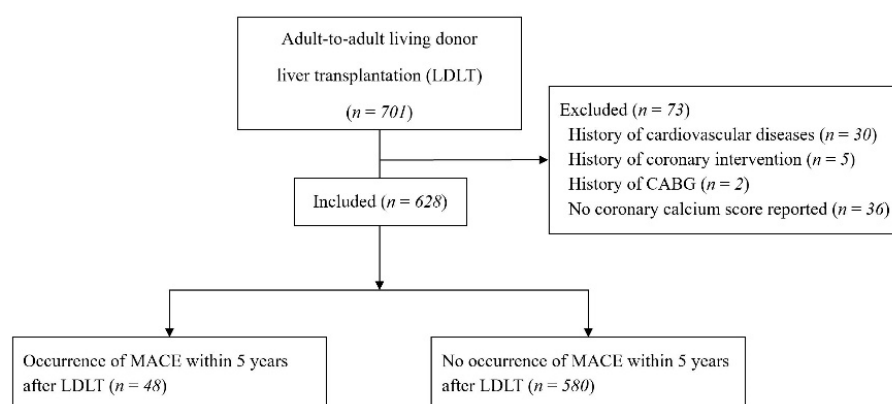 Adult-to-adult living donor
liver transplantation (LDLT)
(n = 701)
Excluded (n = 73)
History of cardiovascular diseases (n = 30)
History of coronary intervention (n = 5)
History of CABG (n = 2)
No coronary calcium score reported (n = 36)
Included (n = 628)
Occurrence of MACE within 5 years
after LDLT (n = 48)
No occurrence of MACE within 5 years
after LDLT (n = 580)